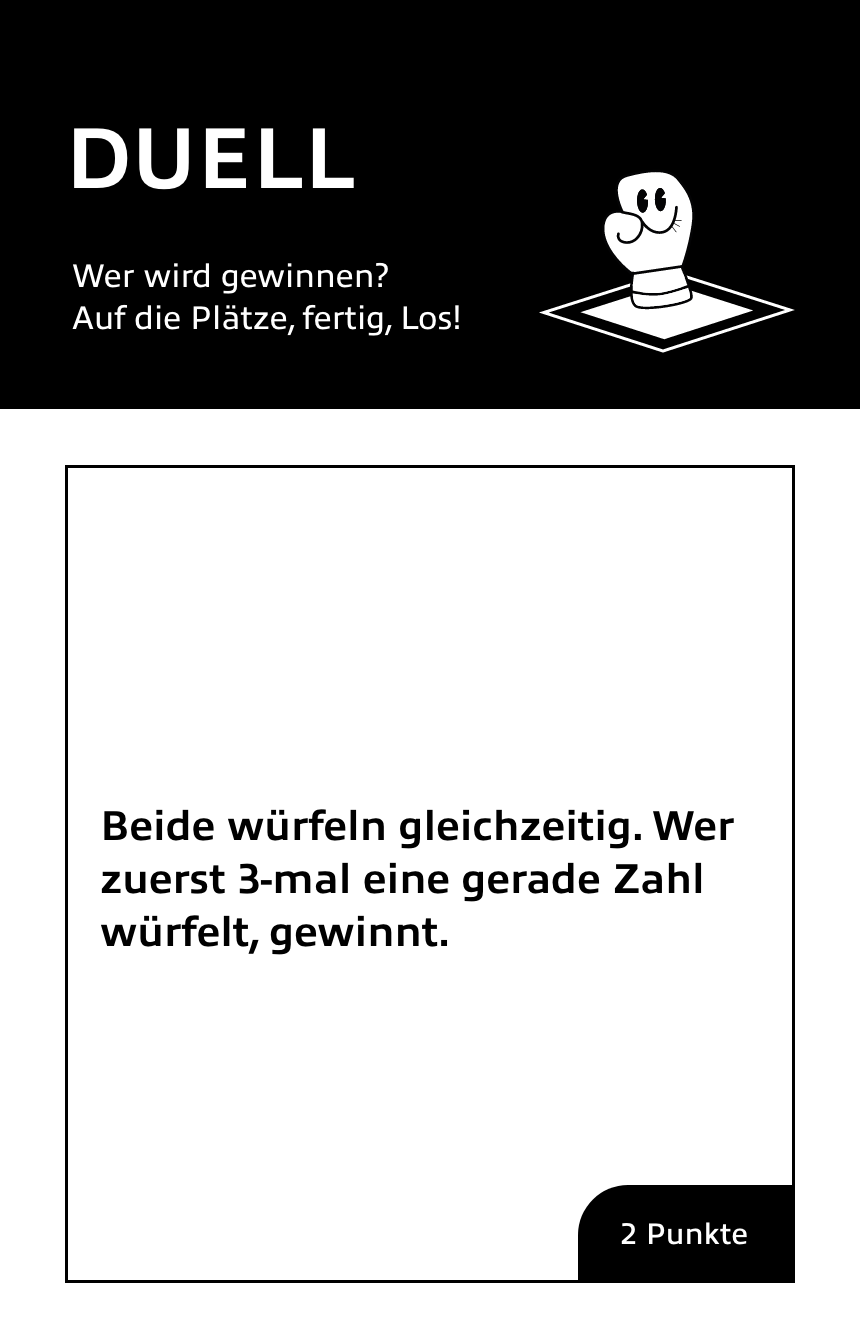 DUELL
Wer wird gewinnen?
Auf die Plätze, fertig, Los!
Beide würfeln gleichzeitig. Wer
zuerst 3-mal eine gerade Zahl
würfelt, gewinnt.
2 Punkte